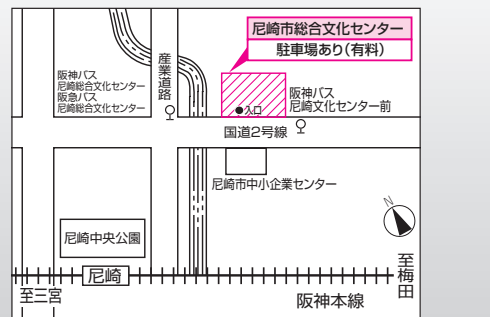 尼崎市総合文化センター
駐車場あり(有料)
産業道路
阪神バス
尼崎総合文化センター
阪急バス
尼崎総合文化センター
阪神バス
尼崎文化センター前
入口
国道2号線
尼崎市中小企業センター
N
尼崎中央公園
尼崎
至三宮
阪神本線
至梅田